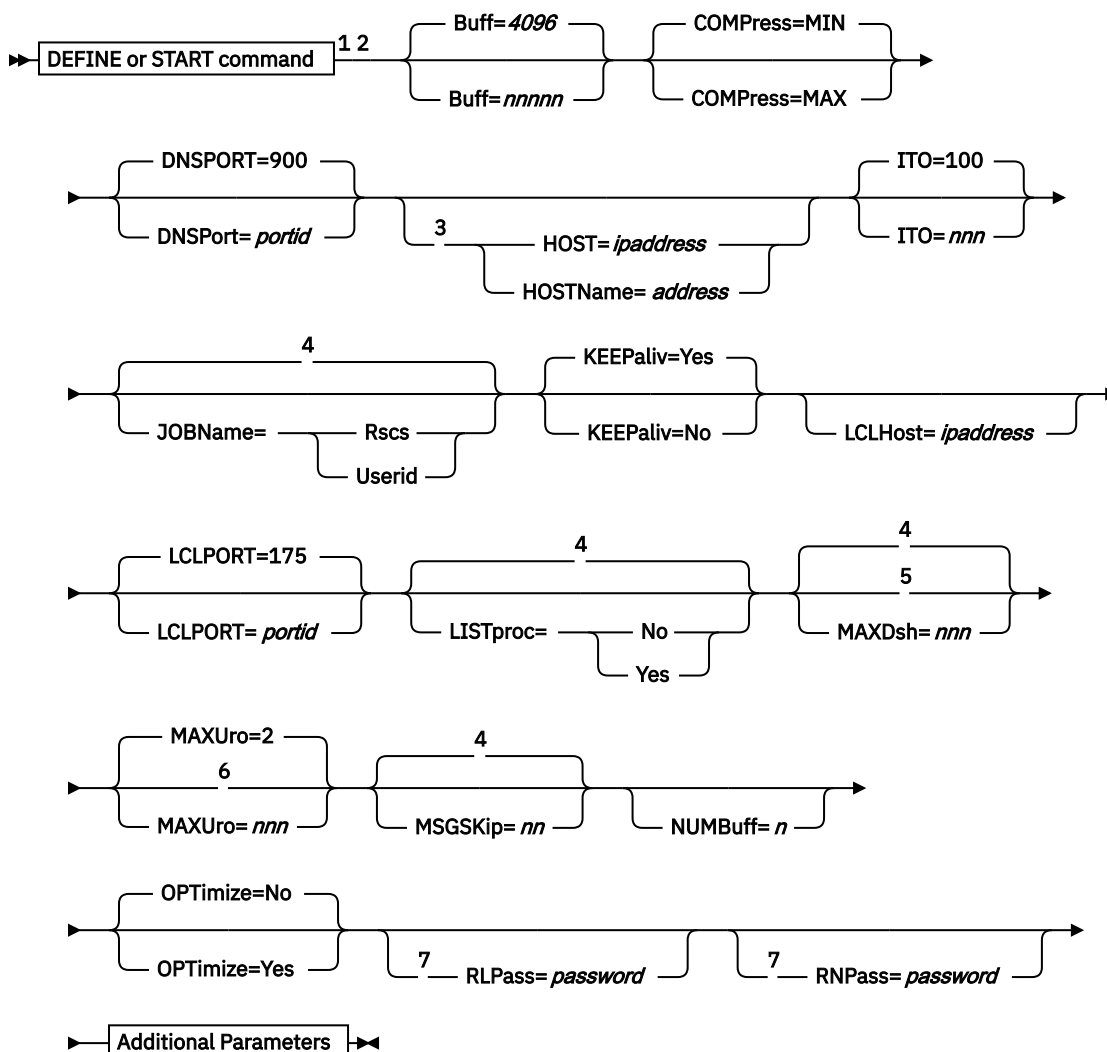 Buff=4096 COMPress=MIN
DEFINE or START command 1 2
Buff=nnnnn COMPress=MAX
DNSPORT=900 ITO=100
DNSPort= portid 3 HOST= ipaddress ITO= nnn
HOSTName= address
4 KEEPaliv=Yes
JOBName= Rscs KEEPaliv=No LCLHost= ipaddress
Userid
LCLPORT=175 4 4
5
LCLPORT= portid LISTproc= No MAXDsh= nnn
Yes
MAXUro=2 4
6
MAXUro= nnn MSGSKip= nn NUMBuff= n
OPTimize=No
OPTimize=Yes 7 RLPass= password 7 RNPass= password
Additional Parameters